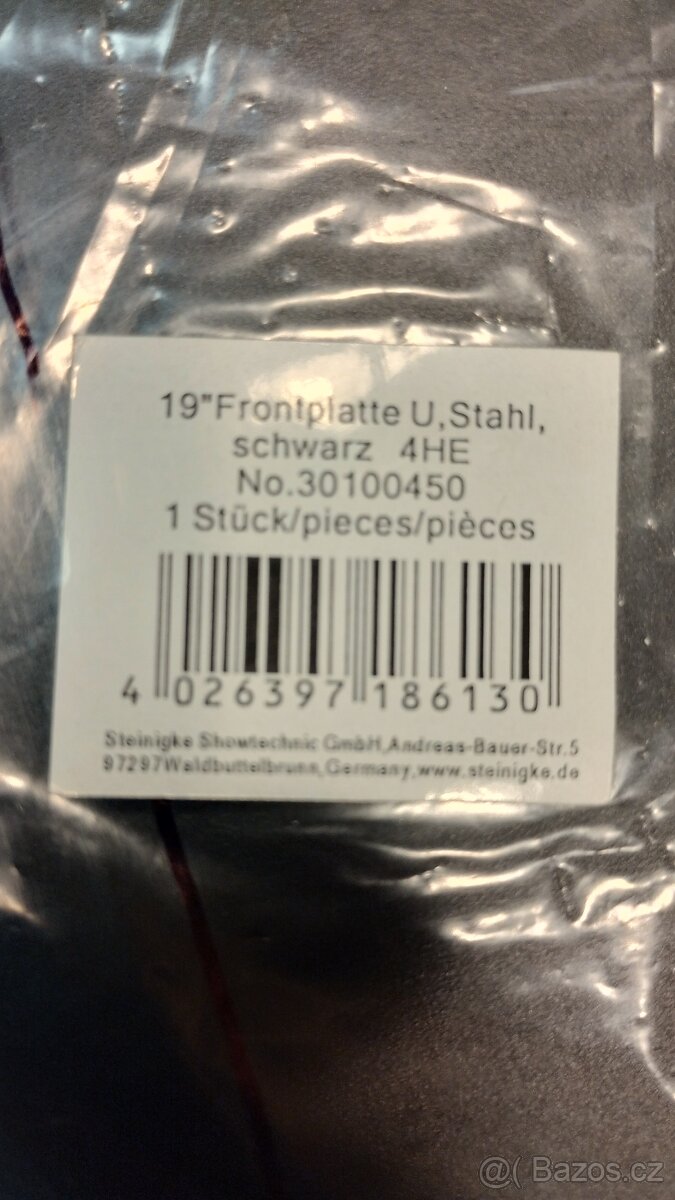 19"Frontplatte U,Stahl,
schwarz 4HE
No.30100450
1 Stück/pieces/pièces
4 026397 186130
Steinigke Showtechnic GmbH,Andreas-Bauer-Str.5
97297Waldbuttelbrunn,Germany,www.steinigke.de
@( Bazos.cz